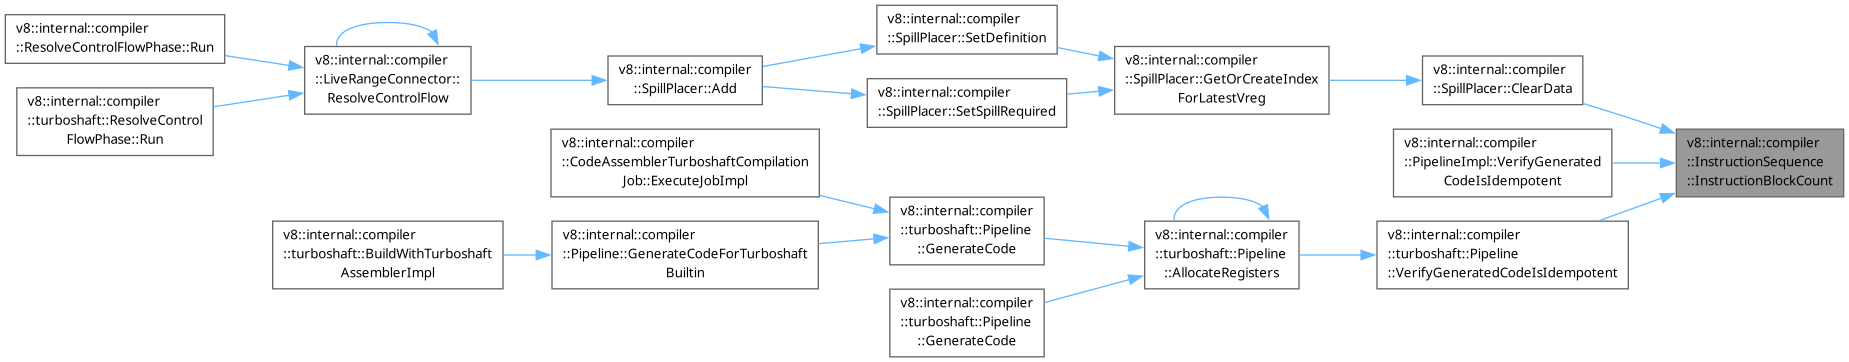 v8::internal::compiler
::ResolveControlFlowPhase::Run
v8::internal::compiler
::turboshaft::ResolveControl
FlowPhase::Run
v8::internal::compiler
::LiveRangeConnector::
ResolveControlFlow
v8::internal::compiler
::SpillPlacer::Add
v8::internal::compiler
::SpillPlacer::SetDefinition
v8::internal::compiler
::SpillPlacer::SetSpillRequired
v8::internal::compiler
::SpillPlacer::GetOrCreateIndex
ForLatestVreg
v8::internal::compiler
::SpillPlacer::ClearData
v8::internal::compiler
::PipelineImpl::VerifyGenerated
CodeIsIdempotent
v8::internal::compiler
::InstructionSequence
::InstructionBlockCount
v8::internal::compiler
::CodeAssemblerTurboshaftCompilation
Job::ExecuteJobImpl
v8::internal::compiler
::turboshaft::BuildWithTurboshaft
AssemblerImpl
v8::internal::compiler
::Pipeline::GenerateCodeForTurboshaft
Builtin
v8::internal::compiler
::turboshaft::Pipeline
::GenerateCode
v8::internal::compiler
::turboshaft::Pipeline
::AllocateRegisters
v8::internal::compiler
::turboshaft::Pipeline
::VerifyGeneratedCodeIsIdempotent
v8::internal::compiler
::turboshaft::Pipeline
::GenerateCode